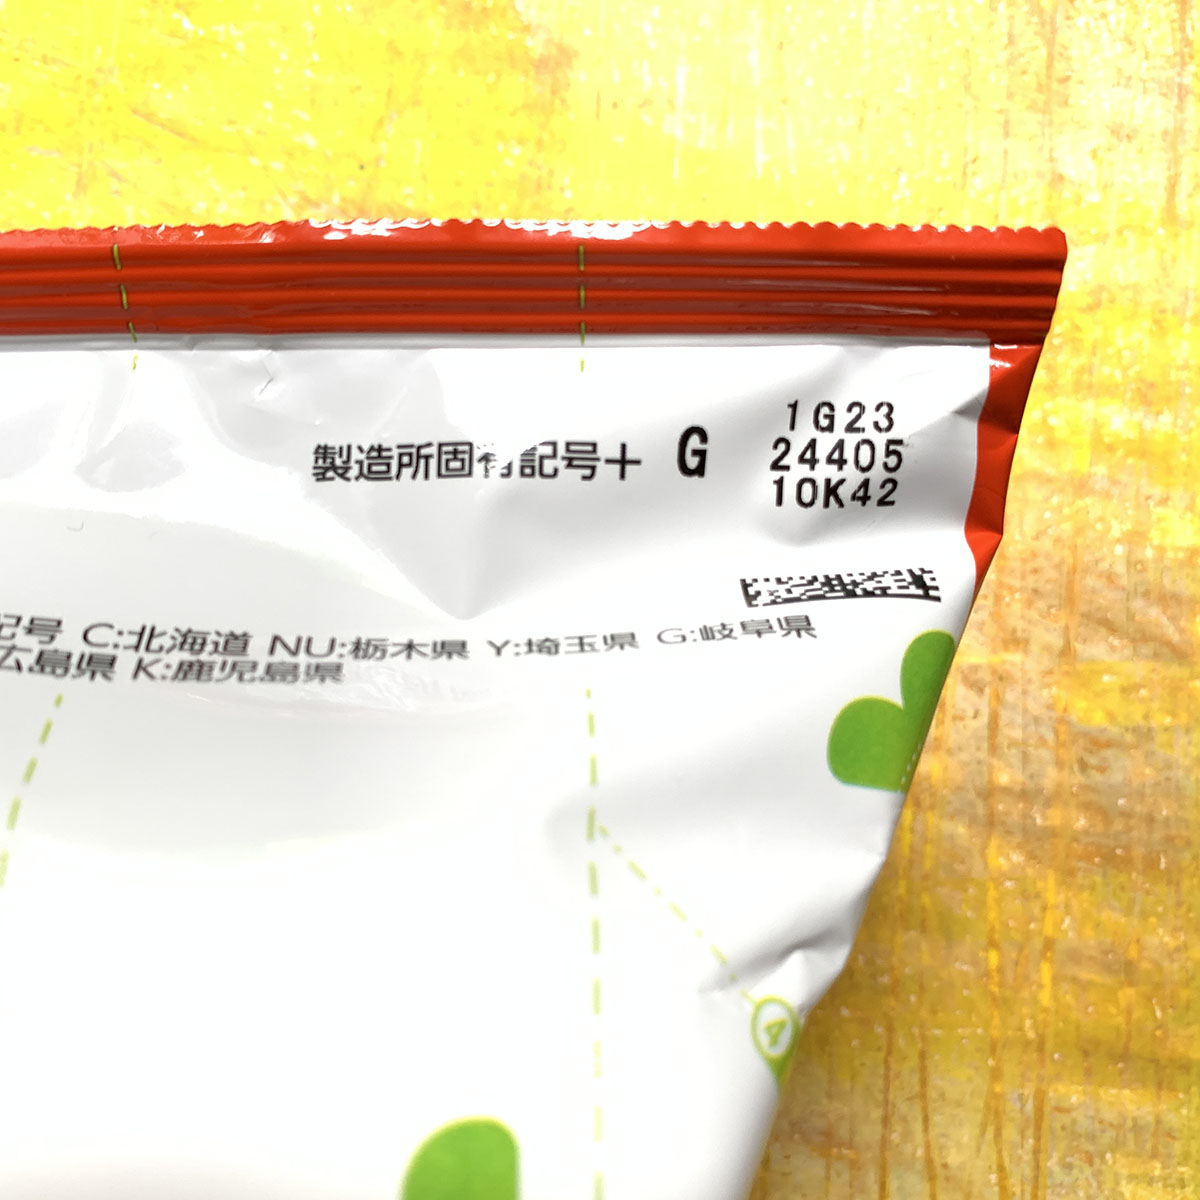 製造所固有記号+ G
1G23
24405
10K42
記号 C:北海道 NU:栃木県 Y:埼玉県 G:岐阜県
広島県 K:鹿児島県
4